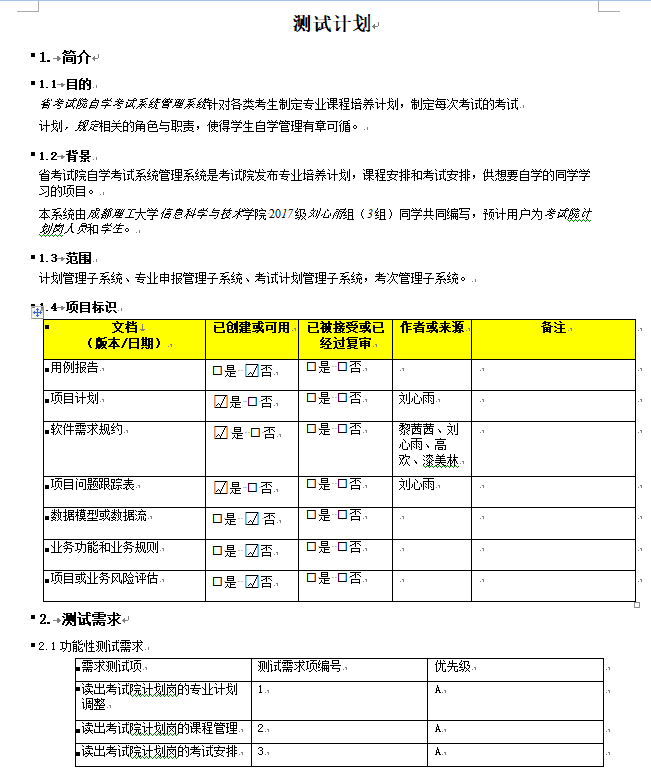 测试计划
1. 简介
1.1 目的
省考试院自学考试系统管理系统针对各类考生制定专业课程培养计划，制定每次考试的考试
计划，规定相关的角色与职责，使得学生自学管理有章可循。
1.2 背景
省考试院自学考试系统管理系统是考试院发布专业培养计划，课程安排和考试安排，供想要自学的同学学
习的项目。
本系统由成都理工大学信息科学与技术学院 2017 级刘心雨组（3 组）同学共同编写，预计用户为考试院计
划岗人员和学生。
1.3 范围
计划管理子系统、专业申报管理子系统、考试计划管理子系统，考次管理子系统。
1.4 项目标识
文档 已创建或可用 已被接受或已 作者或来源 备注
（版本/日期） 经过复审
用例报告 □是 ☑否 □是 □否
项目计划 ☑是 □否 □是 □否 刘心雨
软件需求规约 ☑是 □否 □是 □否 黎茜茜、刘
心雨、高
欢、漆美林
项目问题跟踪表 ☑是 □否 □是 □否 刘心雨
数据模型或数据流 □是 ☑否 □是 □否
业务功能和业务规则 □是 ☑否 □是 □否
项目或业务风险评估 □是 ☑否 □是 □否
2. 测试需求
2.1 功能性测试需求
需求测试项 测试需求项编号 优先级
读出考试院计划岗的专业计划 1. A
调整
读出考试院计划岗的课程管理 2. A
读出考试院计划岗的考试安排 3. A